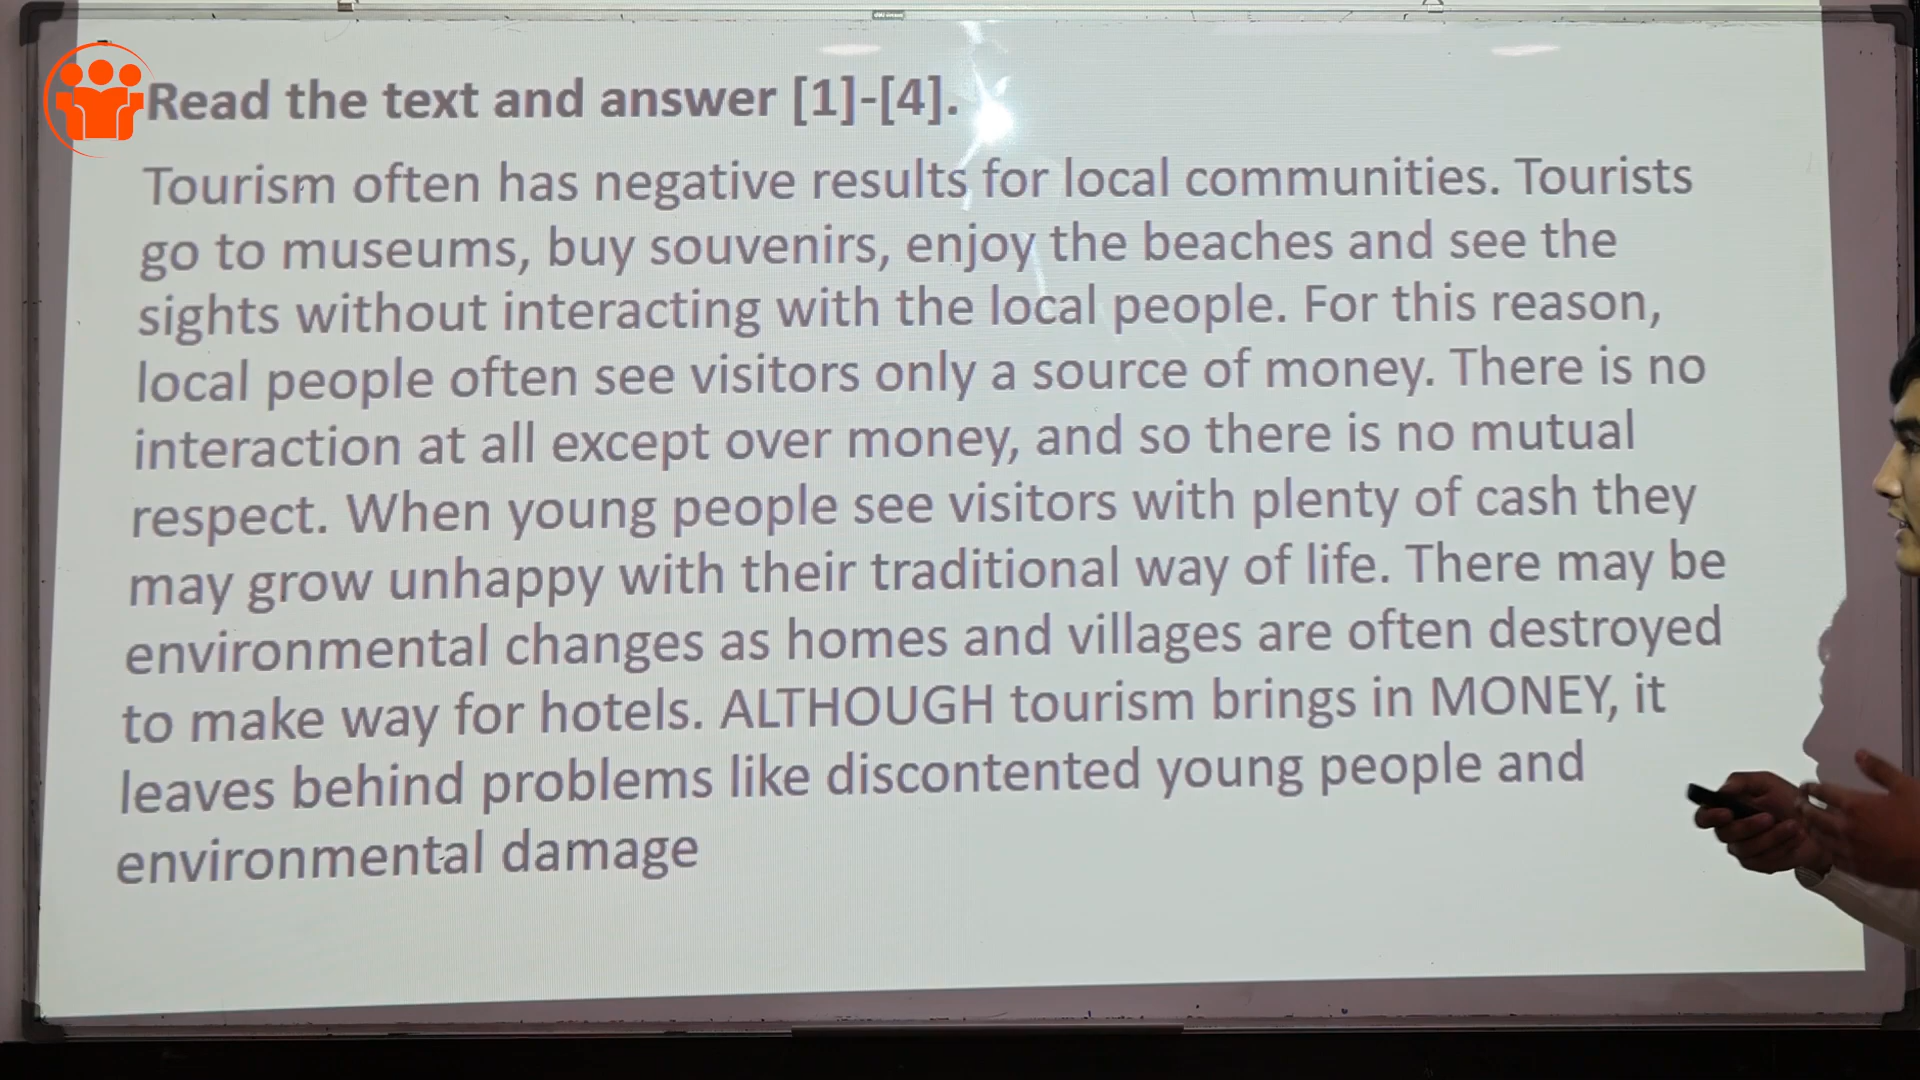 Read the text and answer [1]-[4].
Tourism often has negative results for local communities. Tourists
go to museums, buy souvenirs, enjoy the beaches and see the
sights without interacting with the local people. For this reason,
local people often see visitors only a source of money. There is no
interaction at all except over money, and so there is no mutual
respect. When young people see visitors with plenty of cash they
may grow unhappy with their traditional way of life. There may be
environmental changes as homes and villages are often destroyed
to make way for hotels. ALTHOUGH tourism brings in MONEY, it
leaves behind problems like discontented young people and
environmental damage